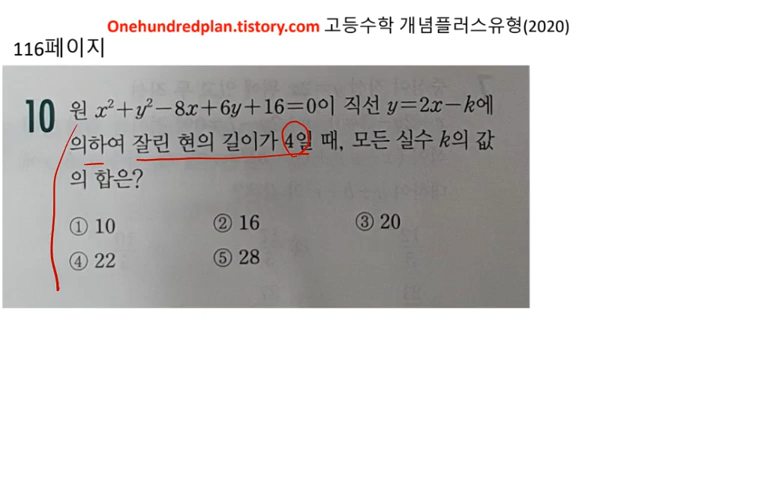 Onehundredplan.tistory.com 고등수학 개념플러스유형(2020)
116페이지
10 원 x²+y²-8x+6y+16=0이 직선 y=2x-k에
의하여 잘린 현의 길이가 4일 때, 모든 실수 k의 값
의 합은?
① 10 ② 16 ③ 20
④ 22 ⑤ 28